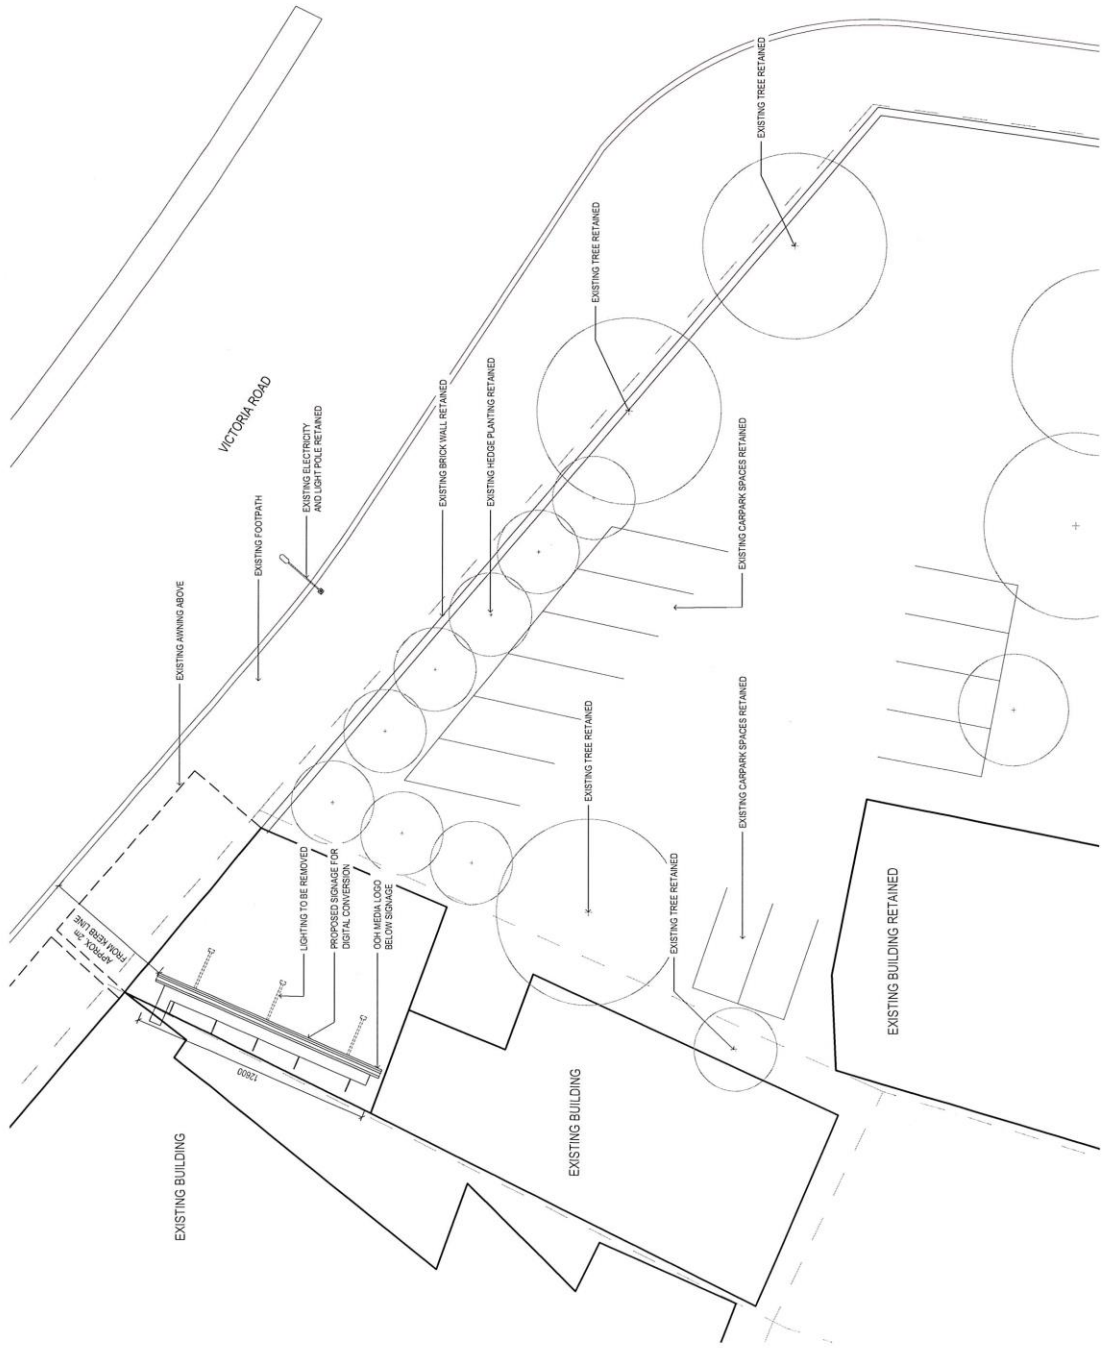 EXISTING TREE RETAINED
EXISTING TREE RETAINED
VICTORIA ROAD
EXISTING ELECTRICITY
AND LIGHT POLE RETAINED
EXISTING BRICK WALL RETAINED
EXISTING HEDGE PLANTING RETAINED
EXISTING FOOTPATH
EXISTING CARPARK SPACES RETAINED
EXISTING AWNING ABOVE
EXISTING TREE RETAINED
EXISTING CARPARK SPACES RETAINED
LIGHTING TO BE REMOVED
PROPOSED SIGNAGE FOR
DIGITAL CONVERSION
OOH MEDIA LOGO
BELOW SIGNAGE
EXISTING TREE RETAINED
APPROX. 2m
FROM KERB LINE
12600
EXISTING BUILDING RETAINED
EXISTING BUILDING
EXISTING BUILDING